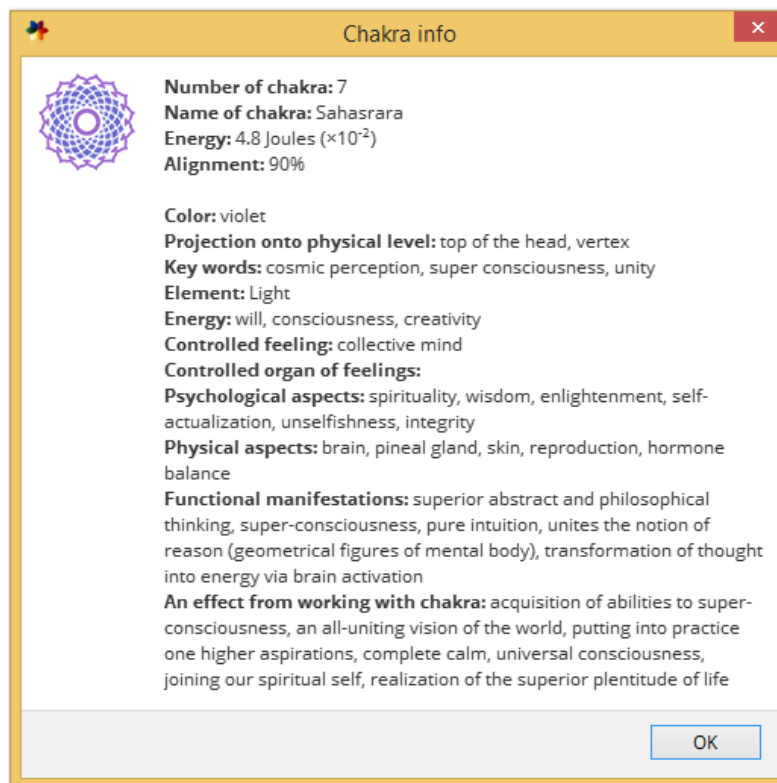 Chakra info
Number of chakra: 7
Name of chakra: Sahasrara
Energy: 4.8 Joules (×10⁻²)
Alignment: 90%
Color: violet
Projection onto physical level: top of the head, vertex
Key words: cosmic perception, super consciousness, unity
Element: Light
Energy: will, consciousness, creativity
Controlled feeling: collective mind
Controlled organ of feelings:
Psychological aspects: spirituality, wisdom, enlightenment, self-
actualization, unselfishness, integrity
Physical aspects: brain, pineal gland, skin, reproduction, hormone
balance
Functional manifestations: superior abstract and philosophical
thinking, super-consciousness, pure intuition, unites the notion of
reason (geometrical figures of mental body), transformation of thought
into energy via brain activation
An effect from working with chakra: acquisition of abilities to super-
consciousness, an all-uniting vision of the world, putting into practice
one higher aspirations, complete calm, universal consciousness,
joining our spiritual self, realization of the superior plentitude of life
OK